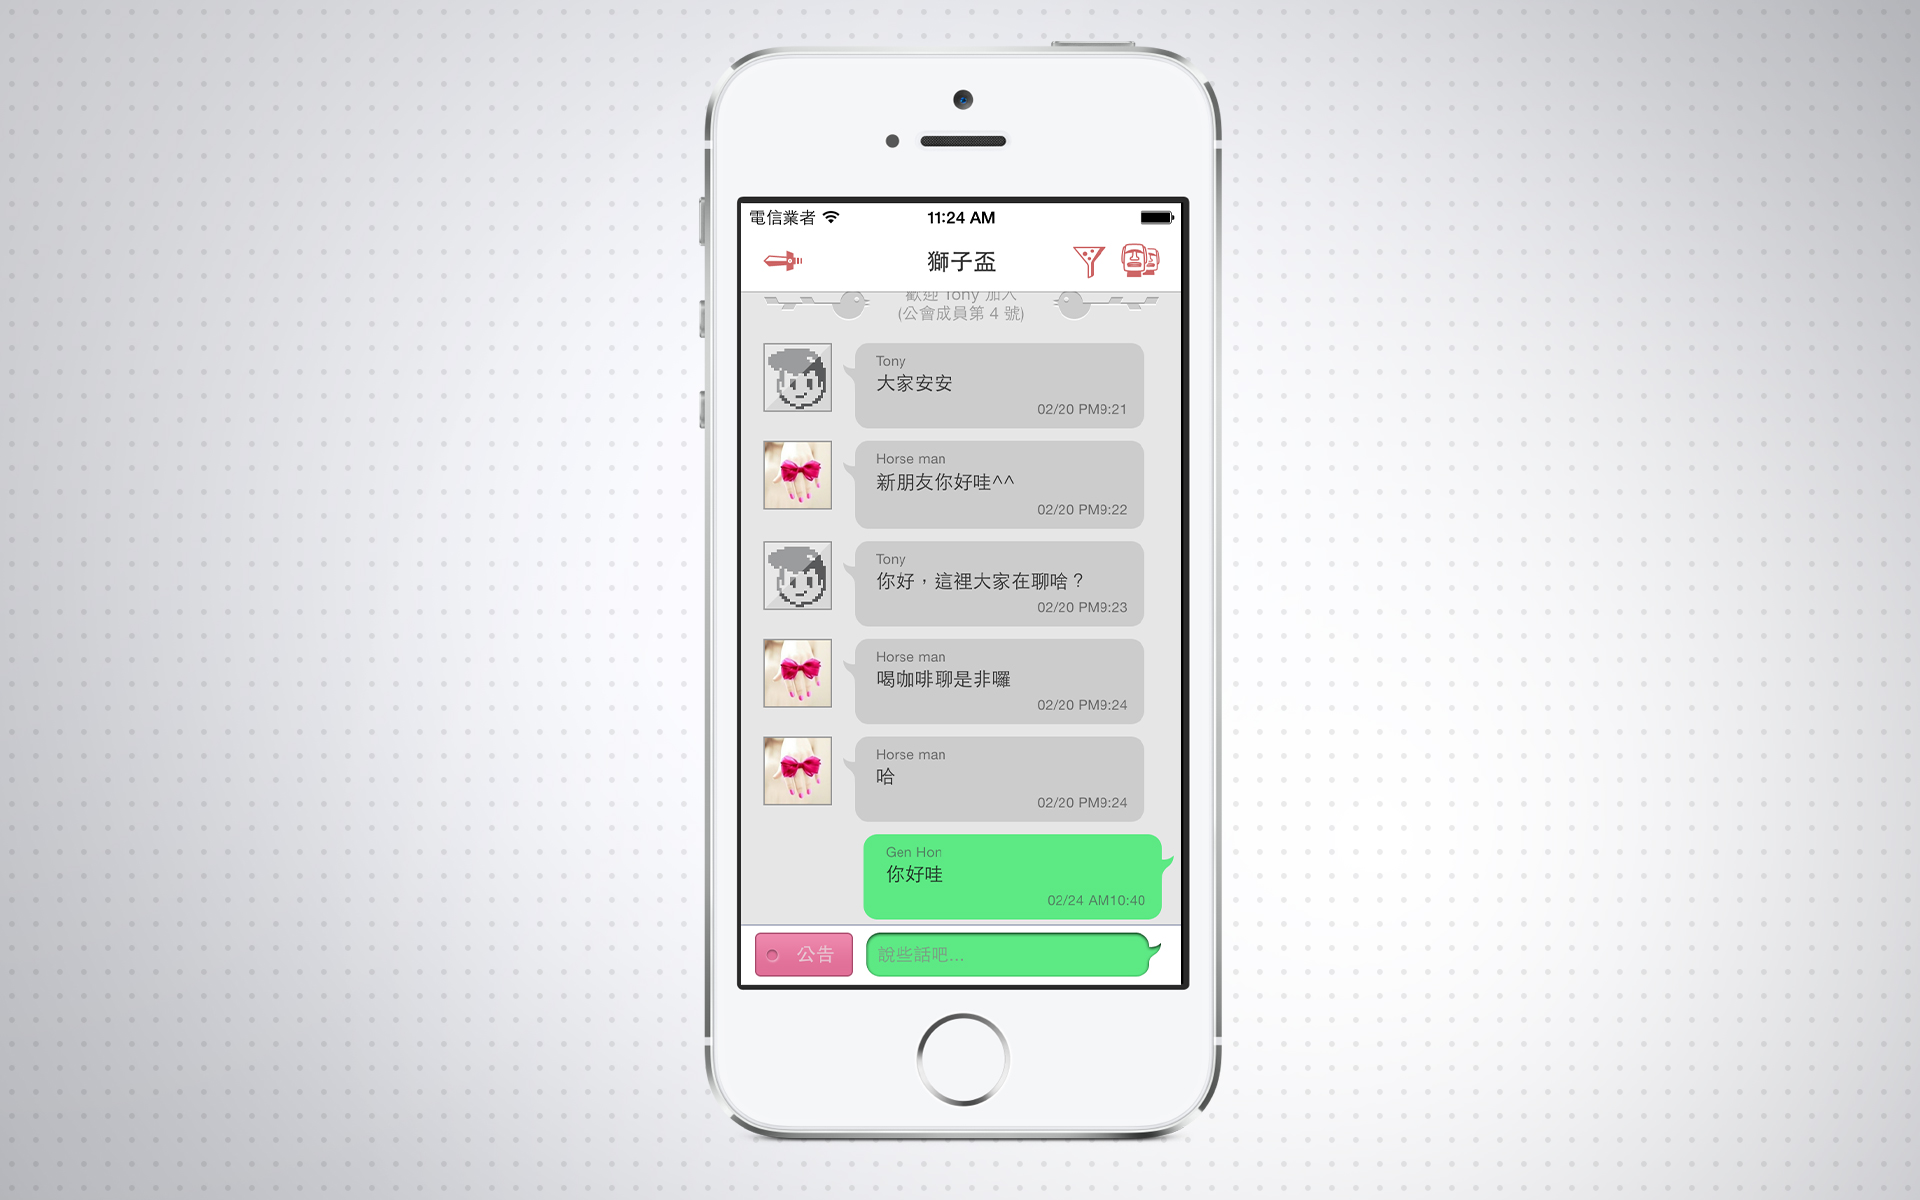 電信業者
11:24 AM
獅子盃
歡迎 Tony 加入
(公會成員第 4 號)
Tony
大家安安
02/20 PM9:21
Horse man
新朋友你好哇^^
02/20 PM9:22
Tony
你好，這裡大家在聊啥？
02/20 PM9:23
Horse man
喝咖啡聊是非囉
02/20 PM9:24
Horse man
哈
02/20 PM9:24
Gen Hon
你好哇
02/24 AM10:40
公告
說些話吧...